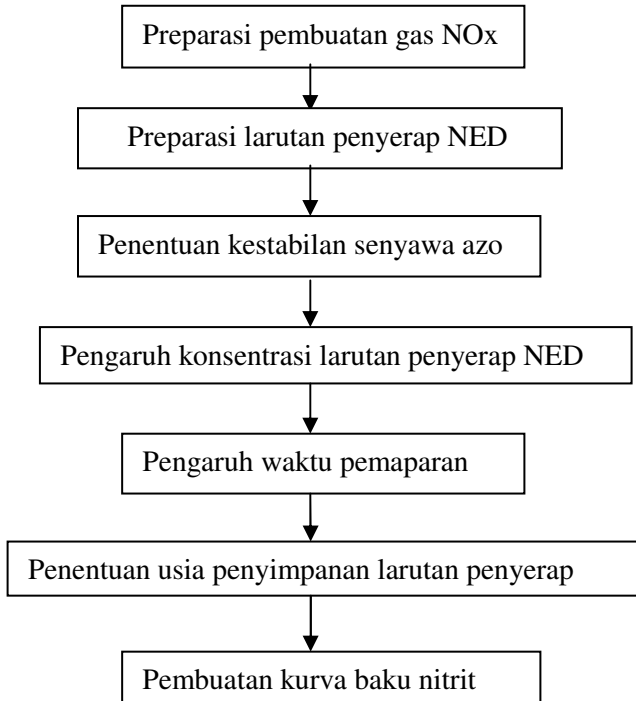 Preparasi pembuatan gas NOx
Preparasi larutan penyerap NED
Penentuan kestabilan senyawa azo
Pengaruh konsentrasi larutan penyerap NED
Pengaruh waktu pemaparan
Penentuan usia penyimpanan larutan penyerap
Pembuatan kurva baku nitrit